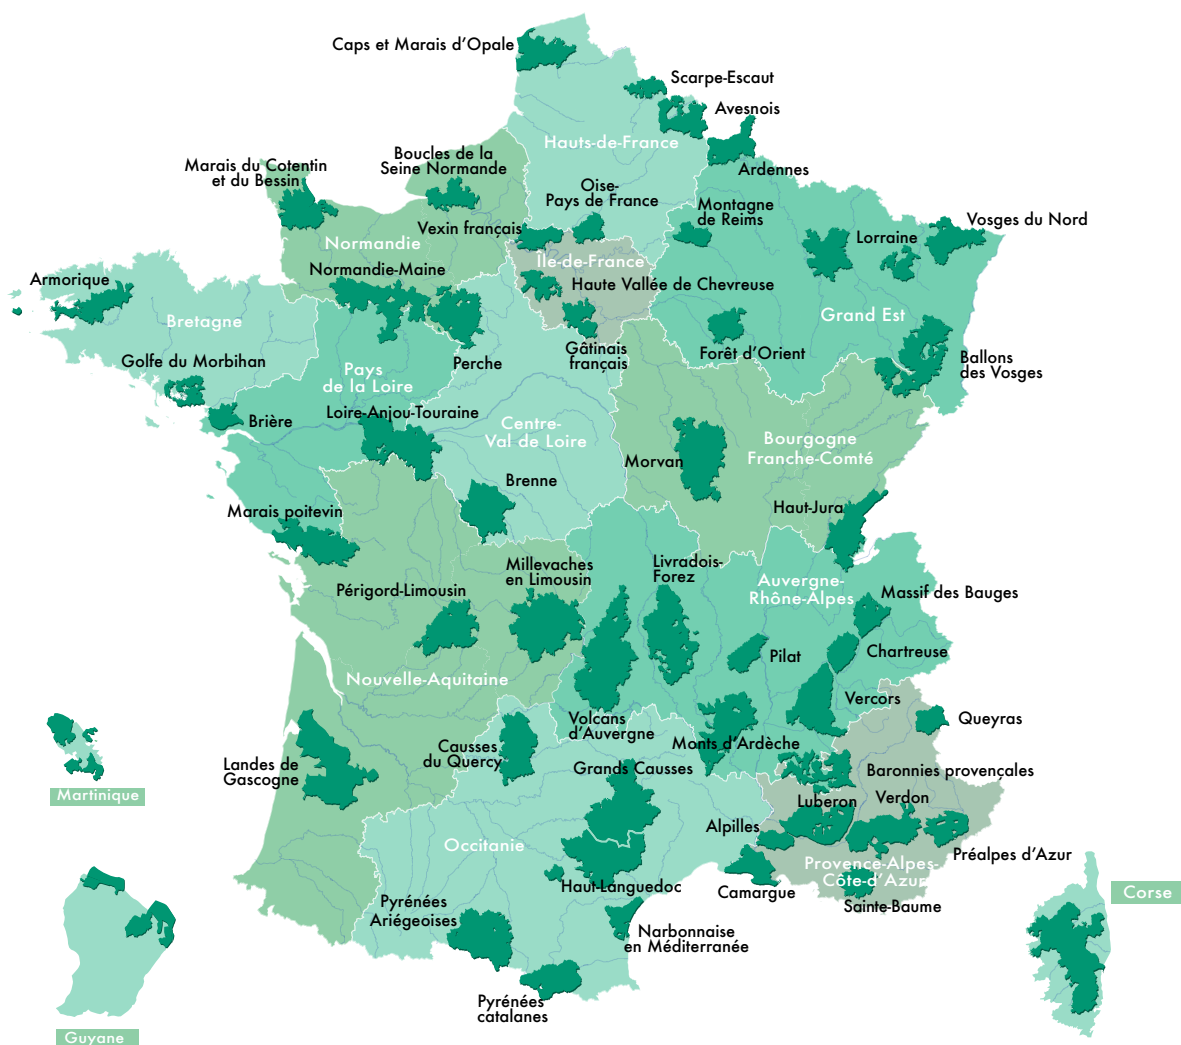 Caps et Marais d'Opale
Scarpe-Escaut
Avesnois
Hauts-de-France
Ardennes
Boucles de la
Seine Normande
Marais du Cotentin
et du Bessin
Oise-
Pays de France
Montagne
de Reims
Vosges du Nord
Vexin français
Lorraine
Normandie
Île-de-France
Normandie-Maine
Armorique
Haute Vallée de Chevreuse
Bretagne
Grand Est
Gâtinais
français
Forêt d'Orient
Golfe du Morbihan
Perche
Ballons
des Vosges
Pays
de la Loire
Brière
Loire-Anjou-Touraine
Centre-
Val de Loire
Bourgogne
Franche-Comté
Morvan
Brenne
Haut-Jura
Marais poitevin
Millevaches
en Limousin
Livradois-
Forez
Auvergne-
Rhône-Alpes
Périgord-Limousin
Massif des Bauges
Pilat
Chartreuse
Nouvelle-Aquitaine
Vercors
Volcans
d'Auvergne
Queyras
Causses
du Quercy
Monts d'Ardèche
Landes de
Gascogne
Grands Causses
Baronnies provençales
Martinique
Luberon
Verdon
Alpilles
Occitanie
Préalpes d'Azur
Provence-Alpes-
Côte-d'Azur
Haut-Languedoc
Camargue
Corse
Pyrénées
Ariégeoises
Sainte-Baume
Narbonnaise
en Méditerranée
Pyrénées
catalanes
Guyane